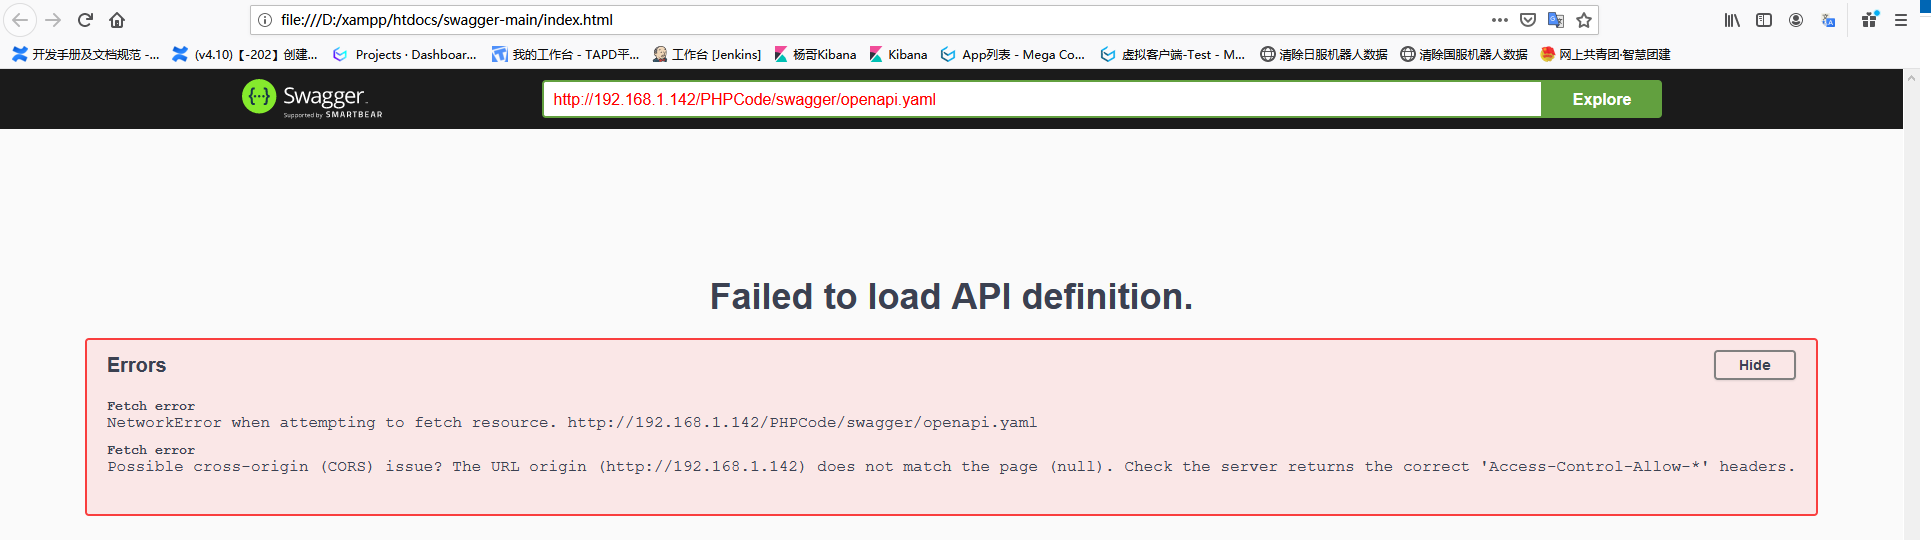 file:///D:/xampp/htdocs/swagger-main/index.html
开发手册及文档规范 -... (v4.10)【-202】创建... Projects · Dashboar... 我的工作台 - TAPD平... 工作台 [Jenkins] 杨哥Kibana Kibana App列表 - Mega Co... 虚拟客户端-Test - M... 清除日服机器人数据 清除国服机器人数据 网上共青团·智慧团建
Swagger
Supported by SMARTBEAR
http://192.168.1.142/PHPCode/swagger/openapi.yaml Explore
Failed to load API definition.
Errors Hide
Fetch error
NetworkError when attempting to fetch resource. http://192.168.1.142/PHPCode/swagger/openapi.yaml
Fetch error
Possible cross-origin (CORS) issue? The URL origin (http://192.168.1.142) does not match the page (null). Check the server returns the correct 'Access-Control-Allow-*' headers.